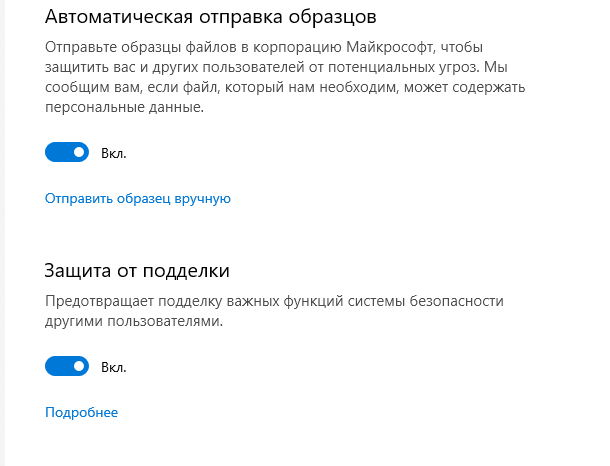 Автоматическая отправка образцов
Отправьте образцы файлов в корпорацию Майкрософт, чтобы
защитить вас и других пользователей от потенциальных угроз. Мы
сообщим вам, если файл, который нам необходим, может содержать
персональные данные.
Вкл.
Отправить образец вручную
Защита от подделки
Предотвращает подделку важных функций системы безопасности
другими пользователями.
Вкл.
Подробнее